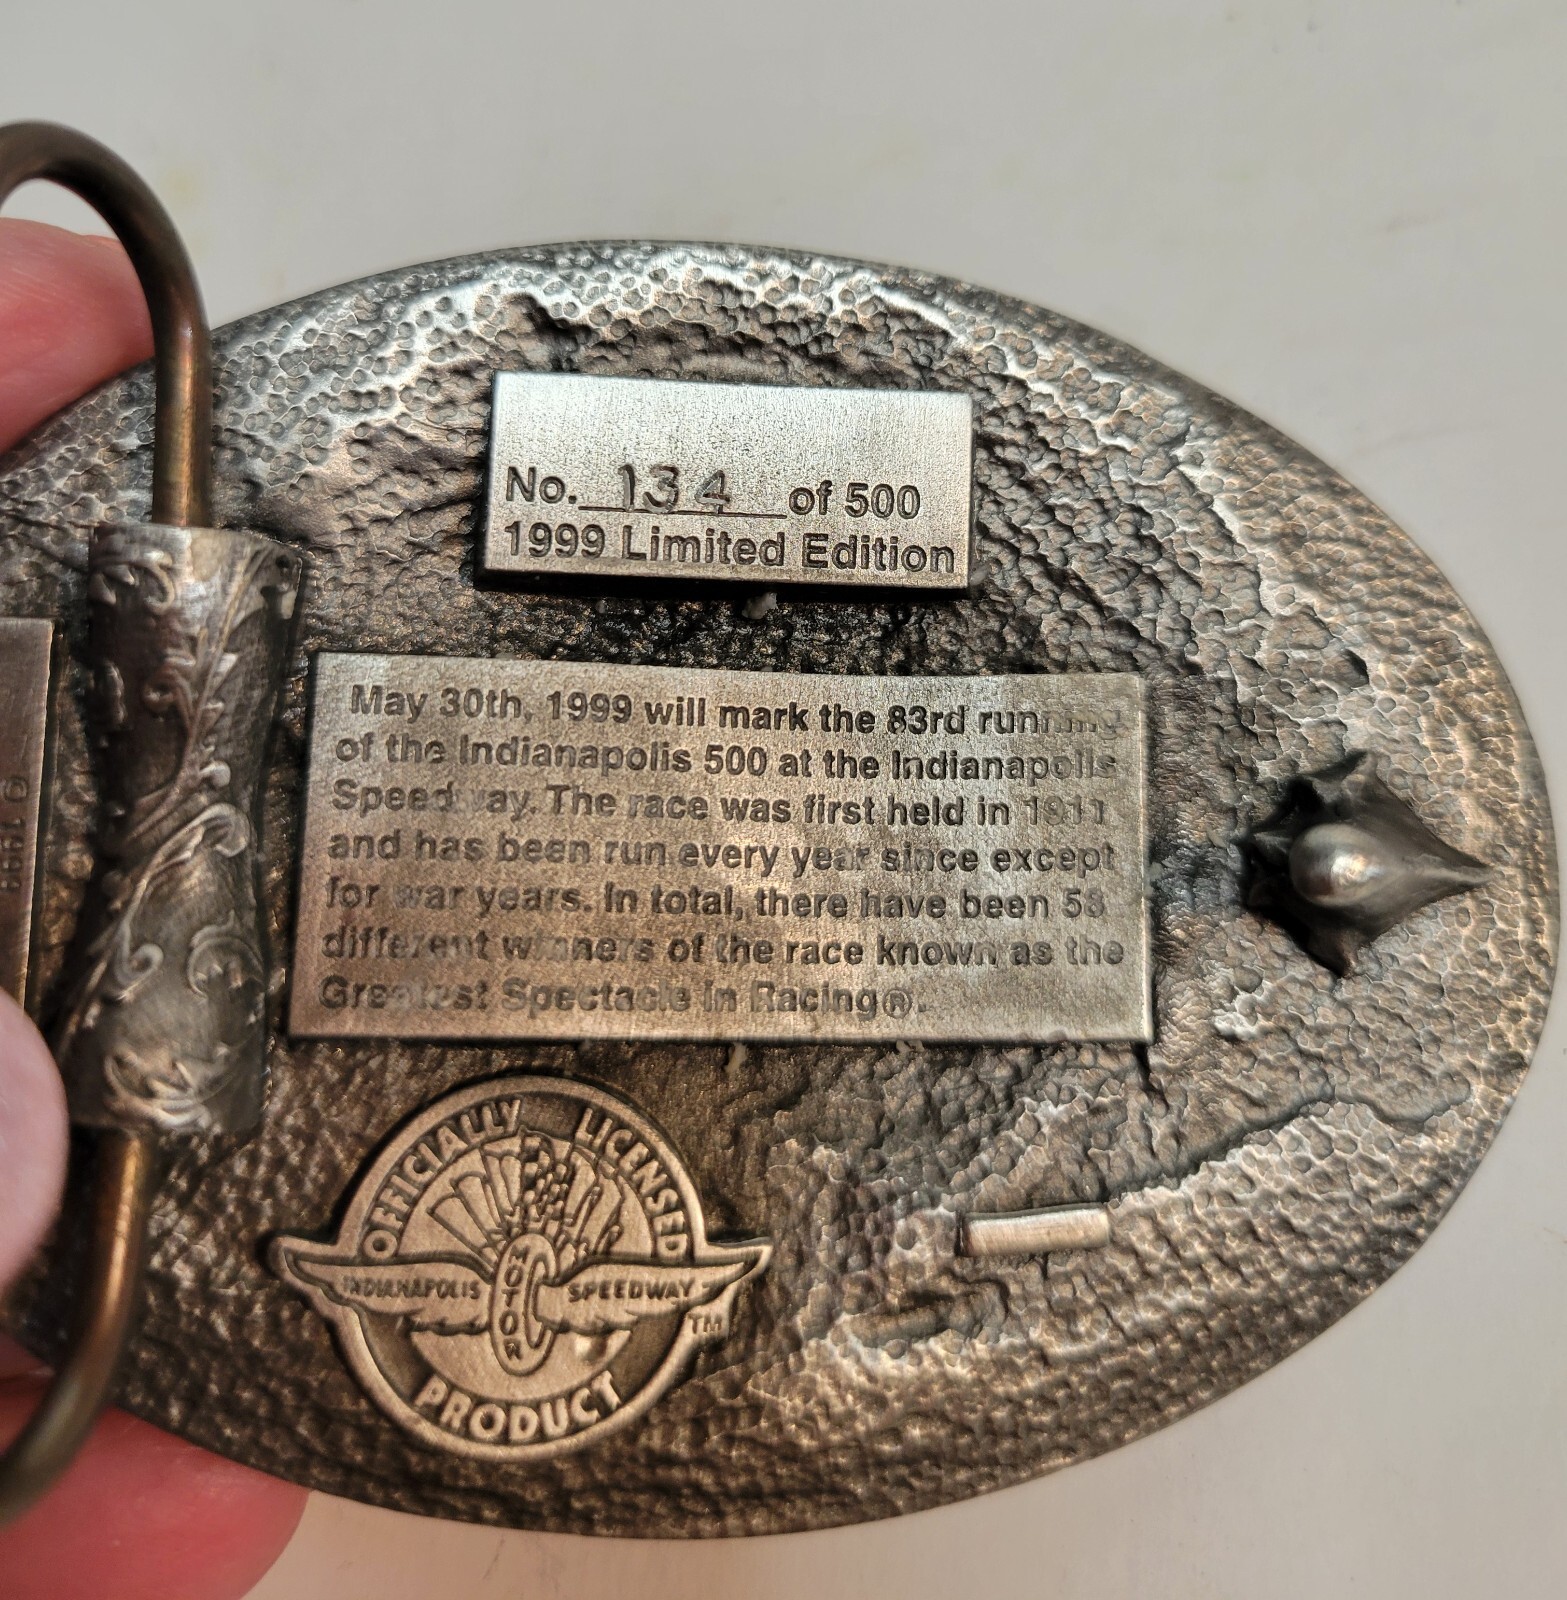 No. 134 of 500
1999 Limited Edition
May 30th, 1999 will mark the 83rd running
of the Indianapolis 500 at the Indianapolis
Speedway. The race was first held in 1911
and has been run every year since except
for war years. In total, there have been 58
different winners of the race known as the
Greatest Spectacle in Racing®.
OFFICIALLY LICENSED
INDIANAPOLIS MOTOR SPEEDWAY
TM
PRODUCT
© 1999